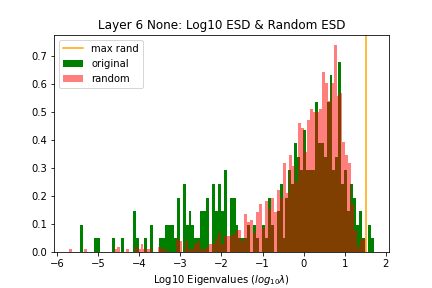 Layer 6 None: Log10 ESD & Random ESD
max rand
original
random
0.7
0.6
0.5
0.4
0.3
0.2
0.1
0.0
−6 −5 −4 −3 −2 −1 0 1 2
Log10 Eigenvalues (log₁₀λ)